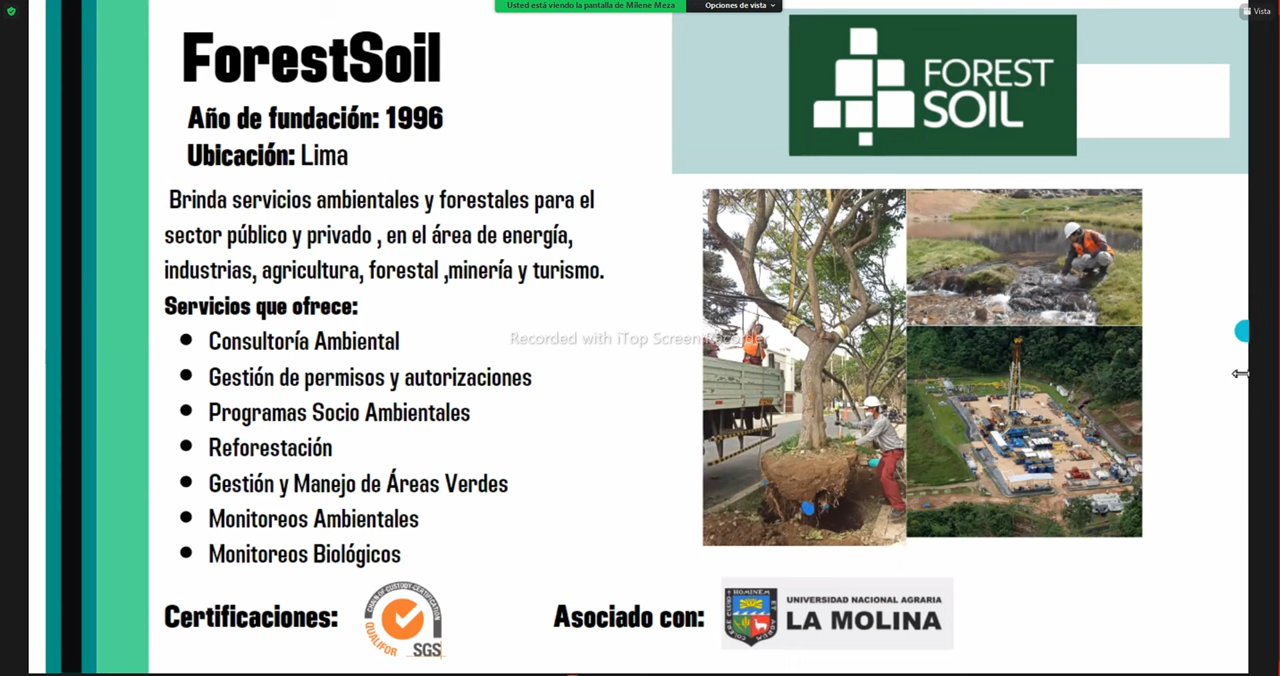 Usted está viendo la pantalla de Milene Meza
Opciones de vista
Vista
ForestSoil
Año de fundación: 1996
Ubicación: Lima
FOREST
SOIL
Brinda servicios ambientales y forestales para el
sector público y privado , en el área de energía,
industrias, agricultura, forestal ,minería y turismo.
Servicios que ofrece:
Recorded with iTop Screen Recorder
• Consultoría Ambiental
• Gestión de permisos y autorizaciones
• Programas Socio Ambientales
• Reforestación
• Gestión y Manejo de Áreas Verdes
• Monitoreos Ambientales
• Monitoreos Biológicos
Certificaciones:
CHAIN OF CUSTODY CERTIFICATION
QUALIFOR
SGS
Asociado con:
UNIVERSIDAD NACIONAL AGRARIA
LA MOLINA